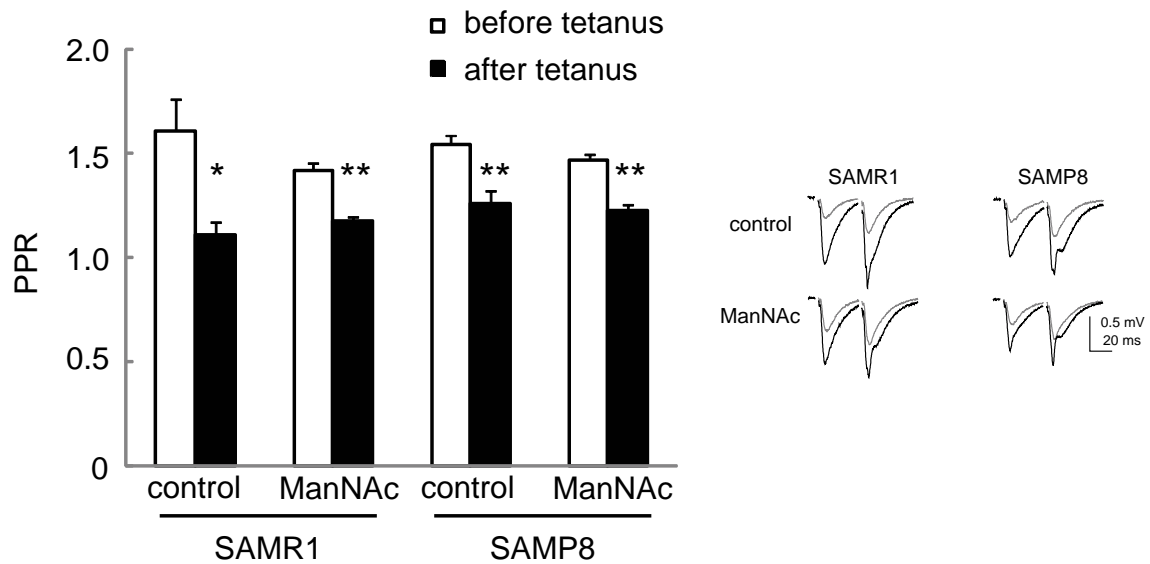 before tetanus
after tetanus
2.0
1.5
1.0
0.5
0
PPR
* ** ** **
control ManNAc control ManNAc
SAMR1 SAMP8
SAMR1 SAMP8
control
ManNAc
0.5 mV
20 ms